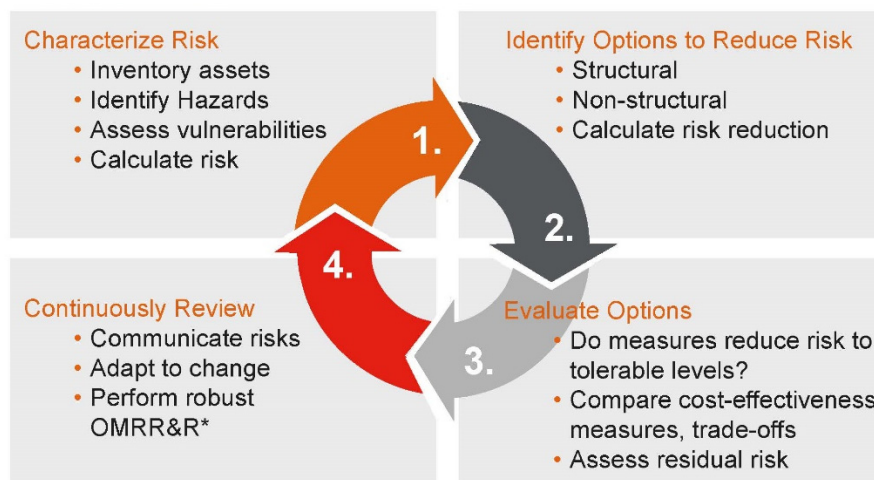 Characterize Risk
• Inventory assets
• Identify Hazards
• Assess vulnerabilities
• Calculate risk
1.
Identify Options to Reduce Risk
• Structural
• Non-structural
• Calculate risk reduction
2.
Evaluate Options
• Do measures reduce risk to
tolerable levels?
• Compare cost-effectiveness
measures, trade-offs
• Assess residual risk
3.
Continuously Review
• Communicate risks
• Adapt to change
• Perform robust
OMRR&R*
4.